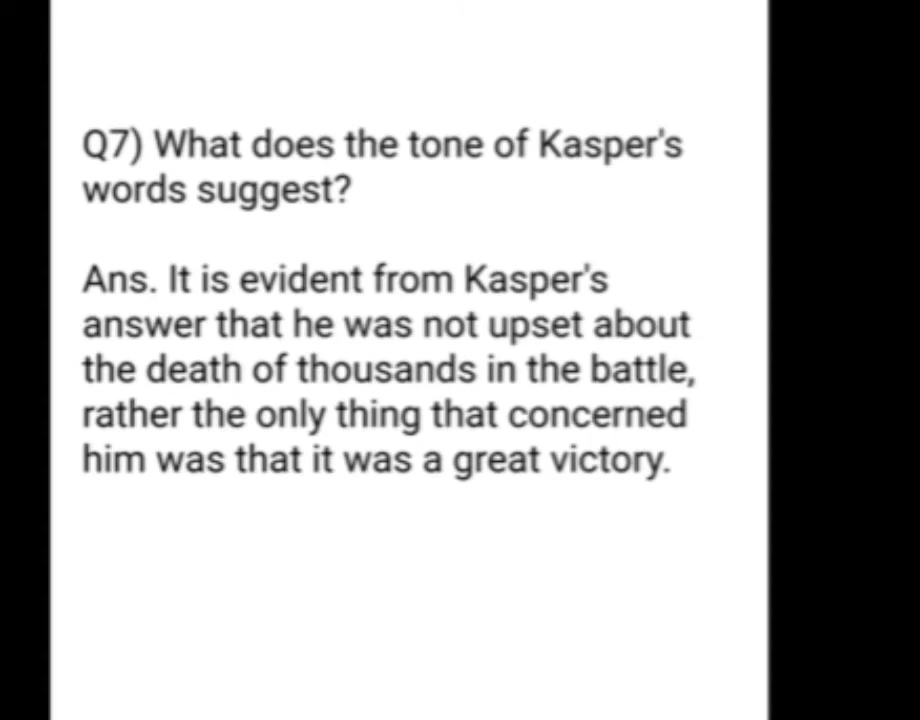 Q7) What does the tone of Kasper's
words suggest?
Ans. It is evident from Kasper's
answer that he was not upset about
the death of thousands in the battle,
rather the only thing that concerned
him was that it was a great victory.